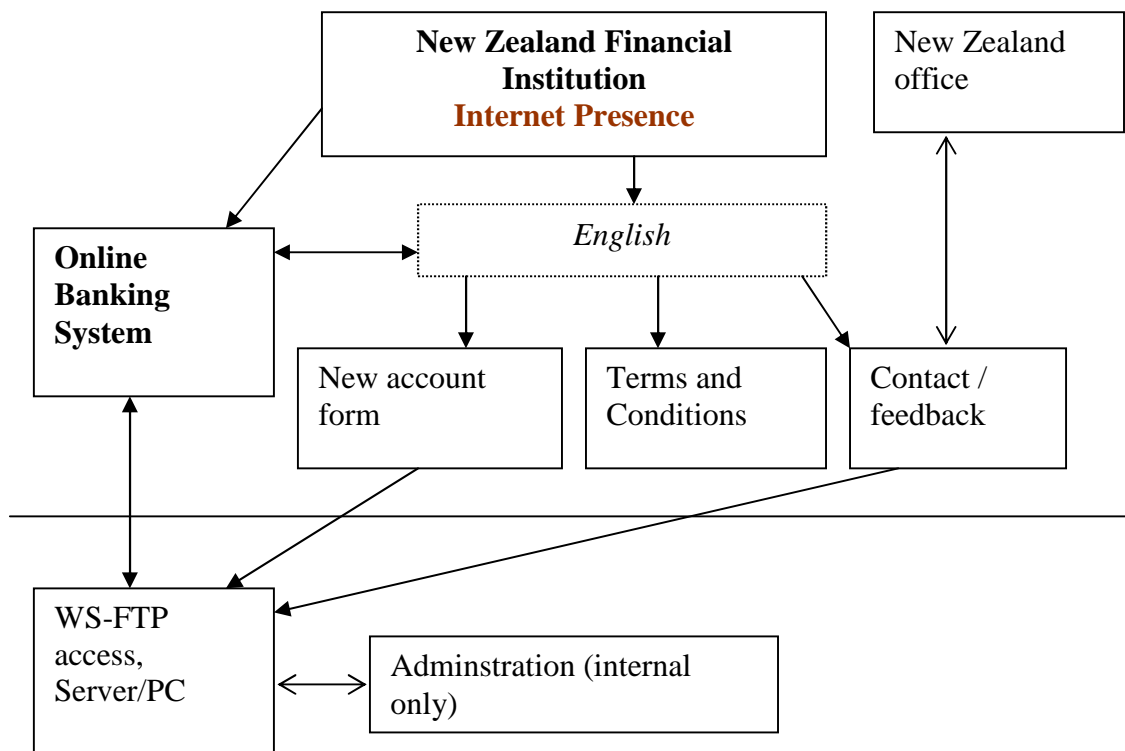 New Zealand Financial
Institution
Internet Presence
New Zealand
office
English
Online
Banking
System
New account
form
Terms and
Conditions
Contact /
feedback
WS-FTP
access,
Server/PC
Adminstration (internal
only)